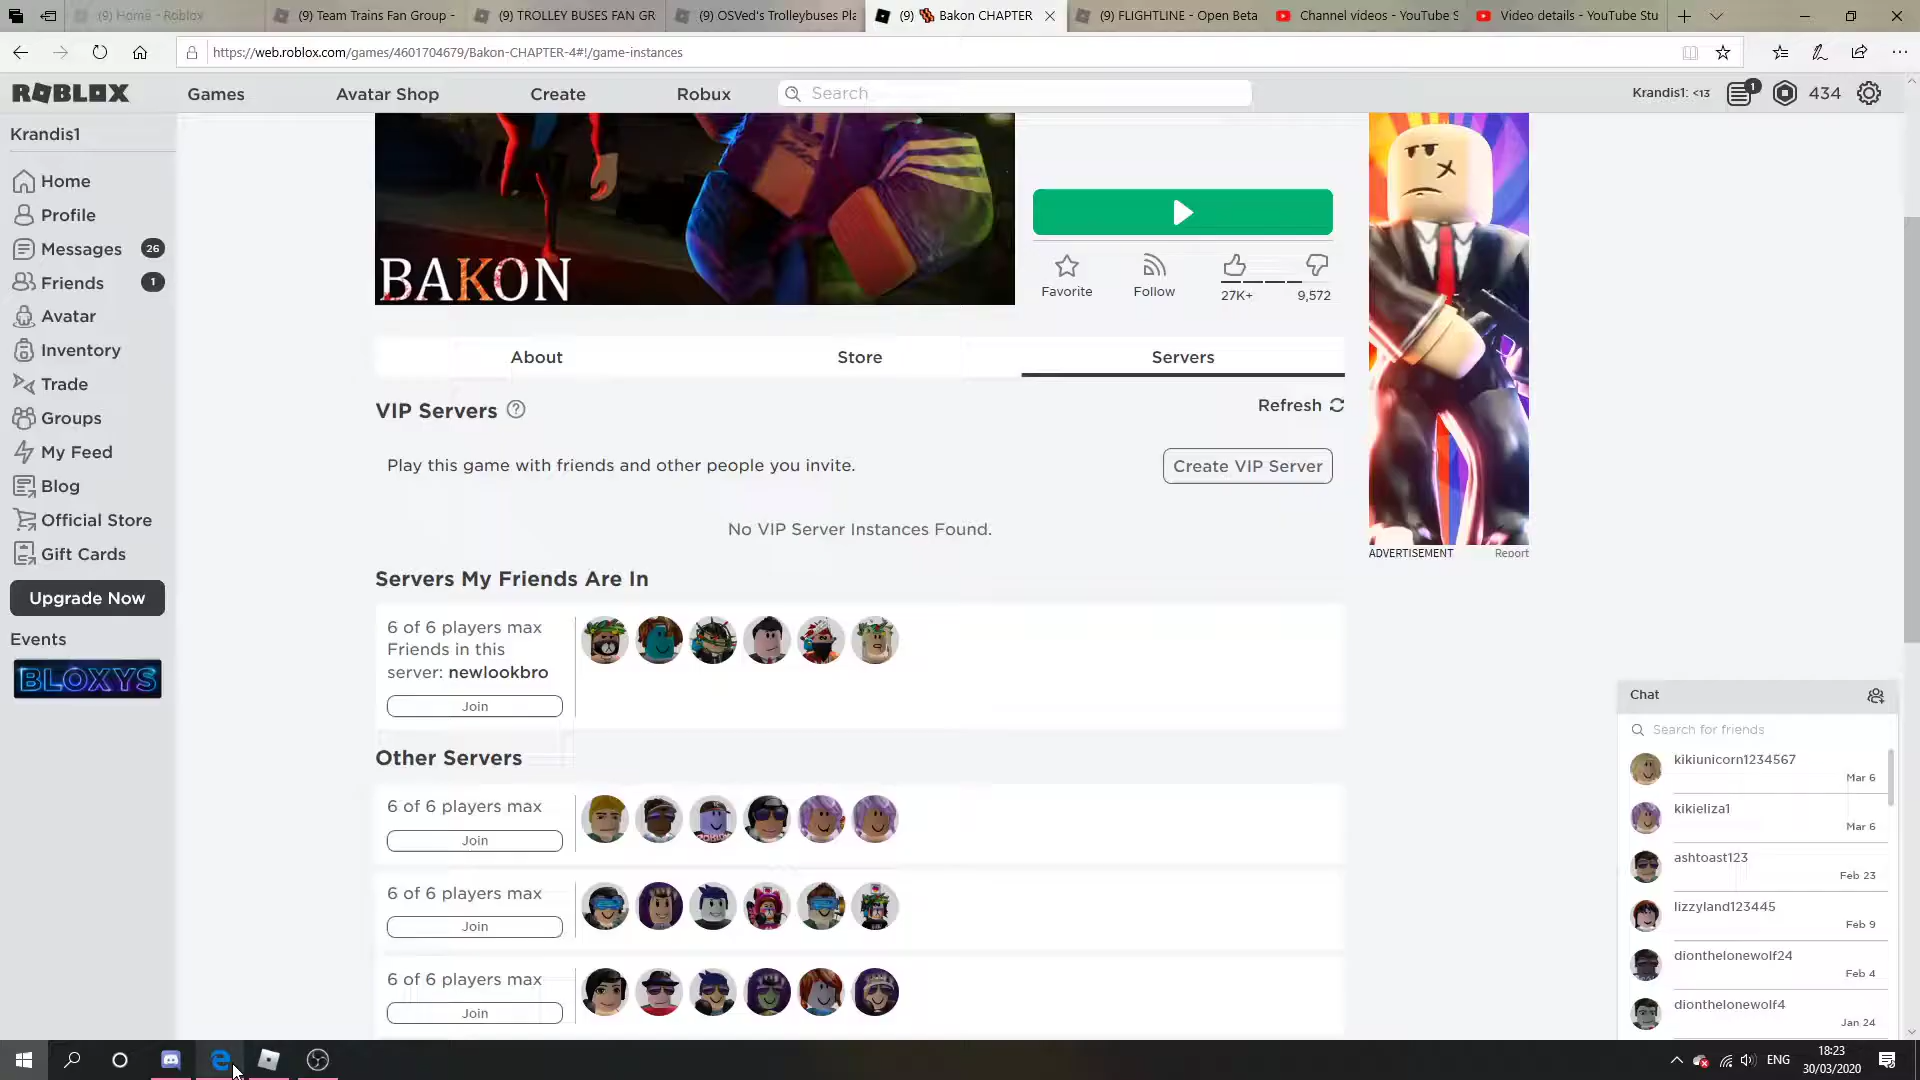 (9) Home - Roblox
(9) Team Trains Fan Group -
(9) TROLLEY BUSES FAN GR
(9) OSVed's Trolleybuses Pla
(9) Bakon CHAPTER
(9) FLIGHTLINE - Open Beta
Channel videos - YouTube S
Video details - YouTube Stu
https://web.roblox.com/games/4601704679/Bakon-CHAPTER-4#!/game-instances
ROBLOX
Games
Avatar Shop
Create
Robux
Search
Krandis1: <13
1
434
Krandis1
Home
Profile
Messages 26
Friends 1
Avatar
Inventory
Trade
Groups
My Feed
Blog
Official Store
Gift Cards
Upgrade Now
Events
BLOXYS
BAKON
Favorite
Follow
27K+
9,572
About
Store
Servers
VIP Servers
Refresh
Play this game with friends and other people you invite.
Create VIP Server
No VIP Server Instances Found.
Servers My Friends Are In
6 of 6 players max
Friends in this
server: newlookbro
Join
Other Servers
6 of 6 players max
Join
6 of 6 players max
Join
6 of 6 players max
Join
ADVERTISEMENT
Report
Chat
Search for friends
kikiunicorn1234567
Mar 6
kikieliza1
Mar 6
ashtoast123
Feb 23
lizzyland123445
Feb 9
dionthelonewolf24
Feb 4
dionthelonewolf4
Jan 24
ENG
18:23
30/03/2020